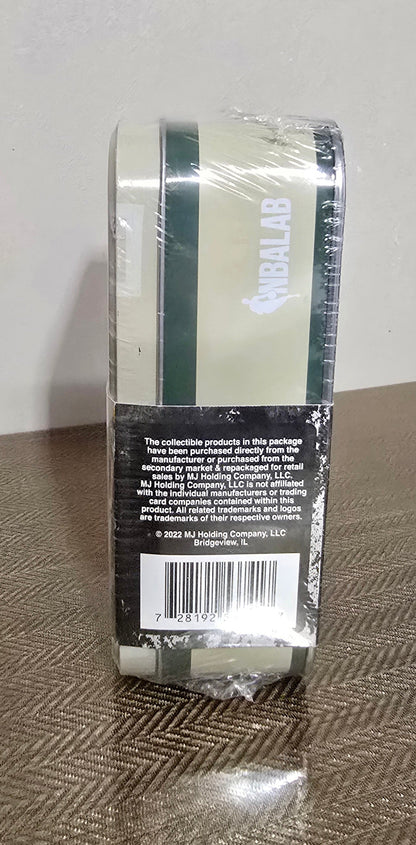 NBALAB
The collectible products in this package
have been purchased directly from the
manufacturer or purchased from the
secondary market & repackaged for retail
sales by MJ Holding Company, LLC.
MJ Holding Company, LLC is not affiliated
with the individual manufacturers or trading
card companies contained within this
product. All related trademarks and logos
are trademarks of their respective owners.
© 2022 MJ Holding Company, LLC
Bridgeview, IL
7 28192